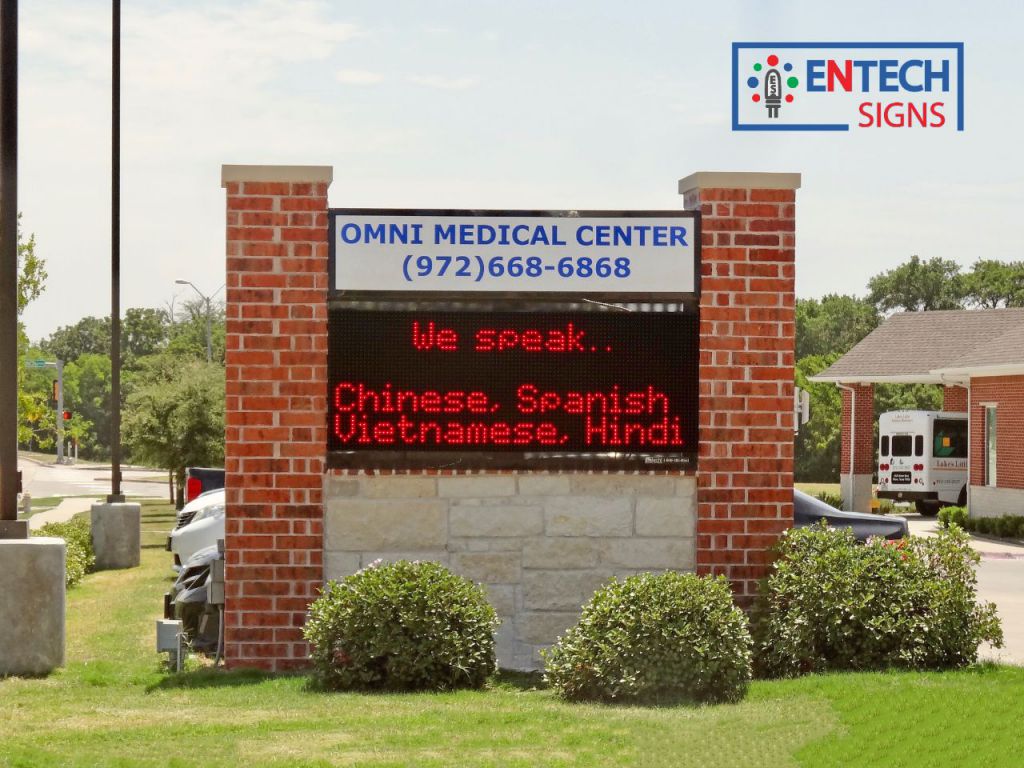 ENTECH
SIGNS
OMNI MEDICAL CENTER
(972)668-6868
We speak..
Chinese, Spanish
Vietnamese, Hindi